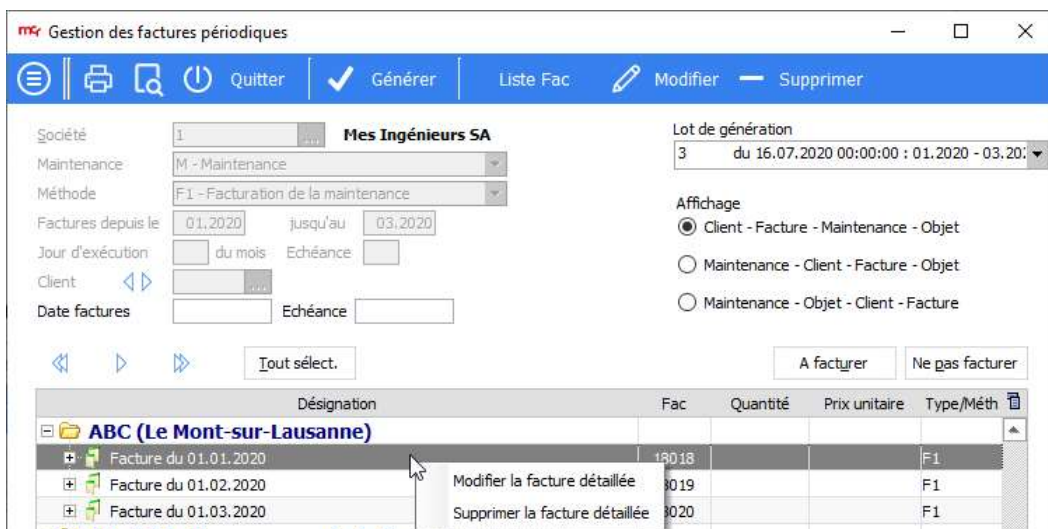 mcr Gestion des factures périodiques
Quitter Générer Liste Fac Modifier Supprimer
Société 1 ... Mes Ingénieurs SA
Maintenance M - Maintenance
Méthode F1 - Facturation de la maintenance
Factures depuis le 01.2020 jusqu'au 03.2020
Jour d'exécution du mois Echéance
Client ...
Date factures Echéance
Lot de génération
3 du 16.07.2020 00:00:00 : 01.2020 - 03.20
Affichage
Client - Facture - Maintenance - Objet
Maintenance - Client - Facture - Objet
Maintenance - Objet - Client - Facture
Tout sélect. A facturer Ne pas facturer
Désignation Fac Quantité Prix unitaire Type/Méth
ABC (Le Mont-sur-Lausanne)
Facture du 01.01.2020 18018 F1
Facture du 01.02.2020 8019 F1
Facture du 01.03.2020 8020 F1
Modifier la facture détaillée
Supprimer la facture détaillée